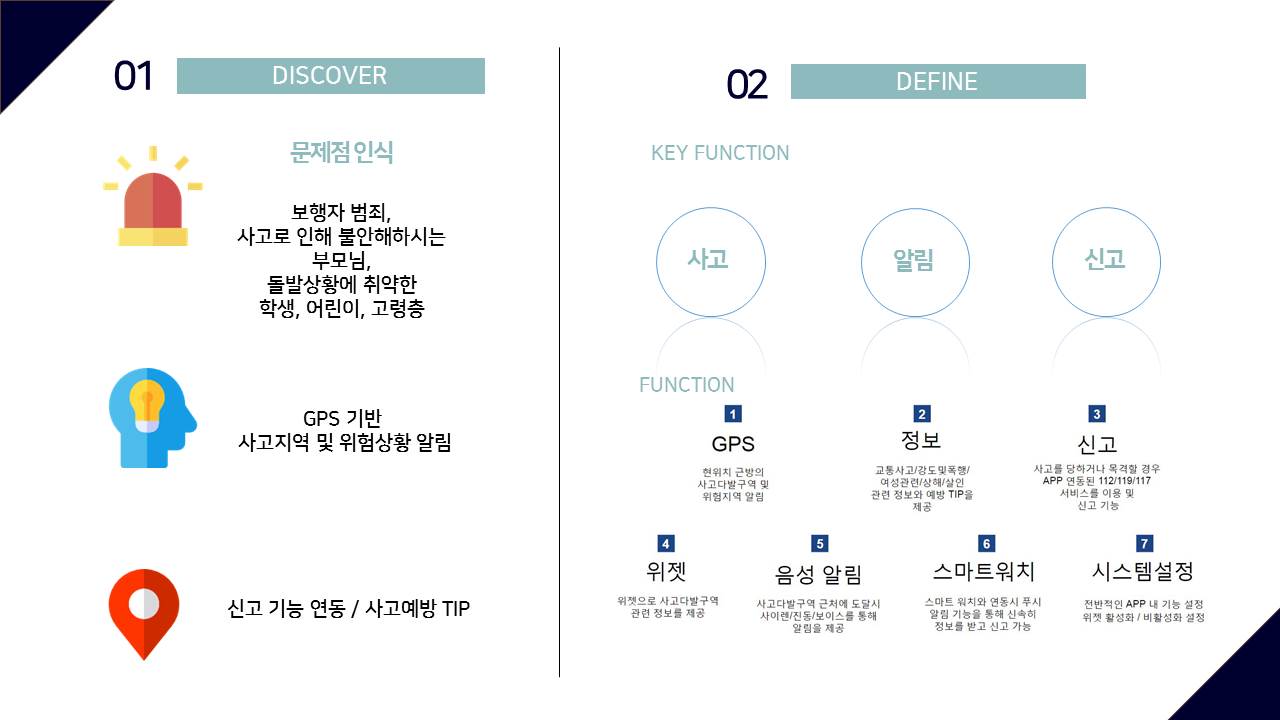 01
DISCOVER
문제점 인식
보행자 범죄,
사고로 인해 불안해하시는
부모님,
돌발상황에 취약한
학생, 어린이, 고령층
GPS 기반
사고지역 및 위험상황 알림
신고 기능 연동 / 사고예방 TIP
02
DEFINE
KEY FUNCTION
사고
알림
신고
FUNCTION
1
GPS
현위치 근방의
사고다발구역 및
위험지역 알림
2
정보
교통사고/강도및폭행/
여성관련/상해/살인
관련 정보와 예방 TIP을
제공
3
신고
사고를 당하거나 목격할 경우
APP 연동된 112/119/117
서비스를 이용 및
신고 기능
4
위젯
위젯으로 사고다발구역
관련 정보를 제공
5
음성 알림
사고다발구역 근처에 도달시
사이렌/진동/보이스를 통해
알림을 제공
6
스마트워치
스마트 워치와 연동시 푸시
알림 기능을 통해 신속히
정보를 받고 신고 가능
7
시스템설정
전반적인 APP 내 기능 설정
위젯 활성화 / 비활성화 설정